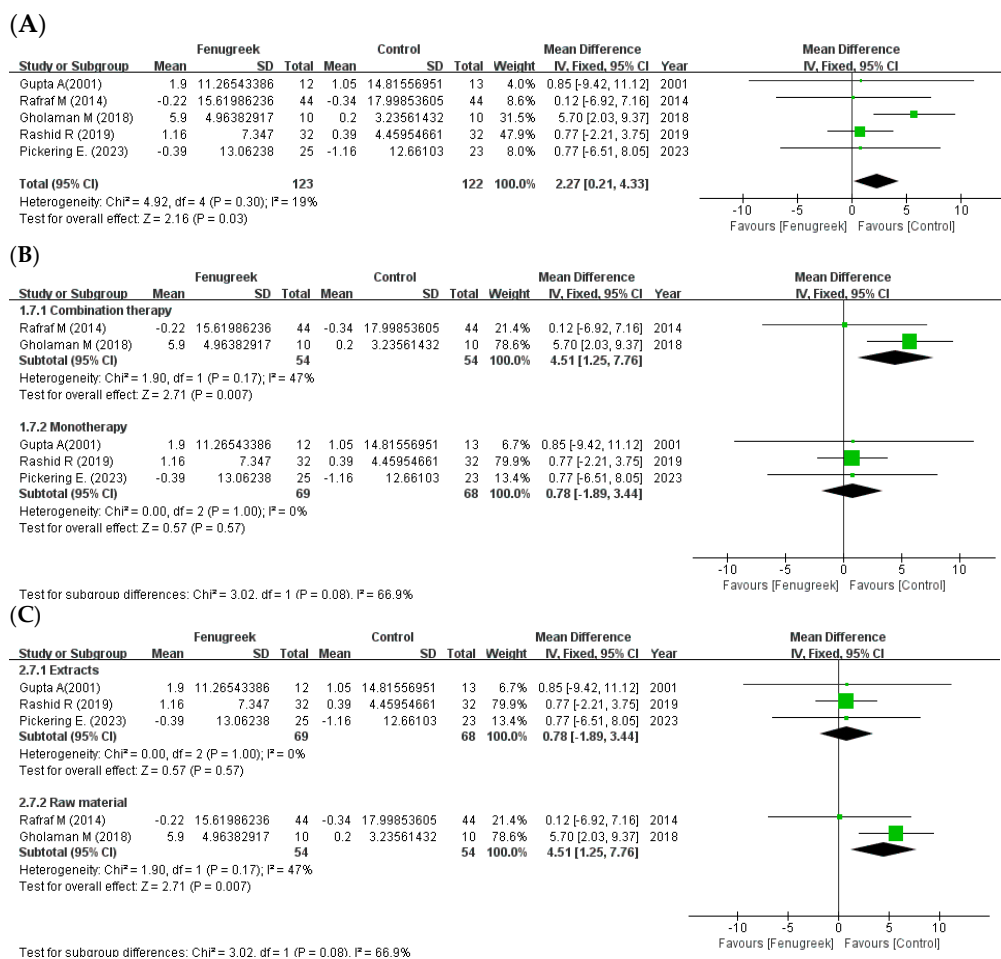 (A)
Fenugreek Control Mean Difference Mean Difference
Study or Subgroup Mean SD Total Mean SD Total Weight IV, Fixed, 95% CI Year IV, Fixed, 95% CI
Gupta A(2001) 1.9 11.26543386 12 1.05 14.81556951 13 4.0% 0.85 [-9.42, 11.12] 2001
Rafraf M (2014) -0.22 15.61986236 44 -0.34 17.99853605 44 8.6% 0.12 [-6.92, 7.16] 2014
Gholaman M (2018) 5.9 4.96382917 10 0.2 3.23561432 10 31.5% 5.70 [2.03, 9.37] 2018
Rashid R (2019) 1.16 7.347 32 0.39 4.45954661 32 47.9% 0.77 [-2.21, 3.75] 2019
Pickering E. (2023) -0.39 13.06238 25 -1.16 12.66103 23 8.0% 0.77 [-6.51, 8.05] 2023
Total (95% CI) 123 122 100.0% 2.27 [0.21, 4.33]
Heterogeneity: Chi² = 4.92, df = 4 (P = 0.30); I² = 19%
Test for overall effect: Z = 2.16 (P = 0.03)
-10 -5 0 5 10
Favours [Fenugreek] Favours [Control]
(B)
Fenugreek Control Mean Difference Mean Difference
Study or Subgroup Mean SD Total Mean SD Total Weight IV, Fixed, 95% CI Year IV, Fixed, 95% CI
1.7.1 Combination therapy
Rafraf M (2014) -0.22 15.61986236 44 -0.34 17.99853605 44 21.4% 0.12 [-6.92, 7.16] 2014
Gholaman M (2018) 5.9 4.96382917 10 0.2 3.23561432 10 78.6% 5.70 [2.03, 9.37] 2018
Subtotal (95% CI) 54 54 100.0% 4.51 [1.25, 7.76]
Heterogeneity: Chi² = 1.90, df = 1 (P = 0.17); I² = 47%
Test for overall effect: Z = 2.71 (P = 0.007)
1.7.2 Monotherapy
Gupta A(2001) 1.9 11.26543386 12 1.05 14.81556951 13 6.7% 0.85 [-9.42, 11.12] 2001
Rashid R (2019) 1.16 7.347 32 0.39 4.45954661 32 79.9% 0.77 [-2.21, 3.75] 2019
Pickering E. (2023) -0.39 13.06238 25 -1.16 12.66103 23 13.4% 0.77 [-6.51, 8.05] 2023
Subtotal (95% CI) 69 68 100.0% 0.78 [-1.89, 3.44]
Heterogeneity: Chi² = 0.00, df = 2 (P = 1.00); I² = 0%
Test for overall effect: Z = 0.57 (P = 0.57)
-10 -5 0 5 10
Favours [Fenugreek] Favours [Control]
Test for subgroup differences: Chi² = 3.02, df = 1 (P = 0.08), I² = 66.9%
(C)
Fenugreek Control Mean Difference Mean Difference
Study or Subgroup Mean SD Total Mean SD Total Weight IV, Fixed, 95% CI Year IV, Fixed, 95% CI
2.7.1 Extracts
Gupta A(2001) 1.9 11.26543386 12 1.05 14.81556951 13 6.7% 0.85 [-9.42, 11.12] 2001
Rashid R (2019) 1.16 7.347 32 0.39 4.45954661 32 79.9% 0.77 [-2.21, 3.75] 2019
Pickering E. (2023) -0.39 13.06238 25 -1.16 12.66103 23 13.4% 0.77 [-6.51, 8.05] 2023
Subtotal (95% CI) 69 68 100.0% 0.78 [-1.89, 3.44]
Heterogeneity: Chi² = 0.00, df = 2 (P = 1.00); I² = 0%
Test for overall effect: Z = 0.57 (P = 0.57)
2.7.2 Raw material
Rafraf M (2014) -0.22 15.61986236 44 -0.34 17.99853605 44 21.4% 0.12 [-6.92, 7.16] 2014
Gholaman M (2018) 5.9 4.96382917 10 0.2 3.23561432 10 78.6% 5.70 [2.03, 9.37] 2018
Subtotal (95% CI) 54 54 100.0% 4.51 [1.25, 7.76]
Heterogeneity: Chi² = 1.90, df = 1 (P = 0.17); I² = 47%
Test for overall effect: Z = 2.71 (P = 0.007)
-10 -5 0 5 10
Favours [Fenugreek] Favours [Control]
Test for subgroup differences: Chi² = 3.02, df = 1 (P = 0.08), I² = 66.9%